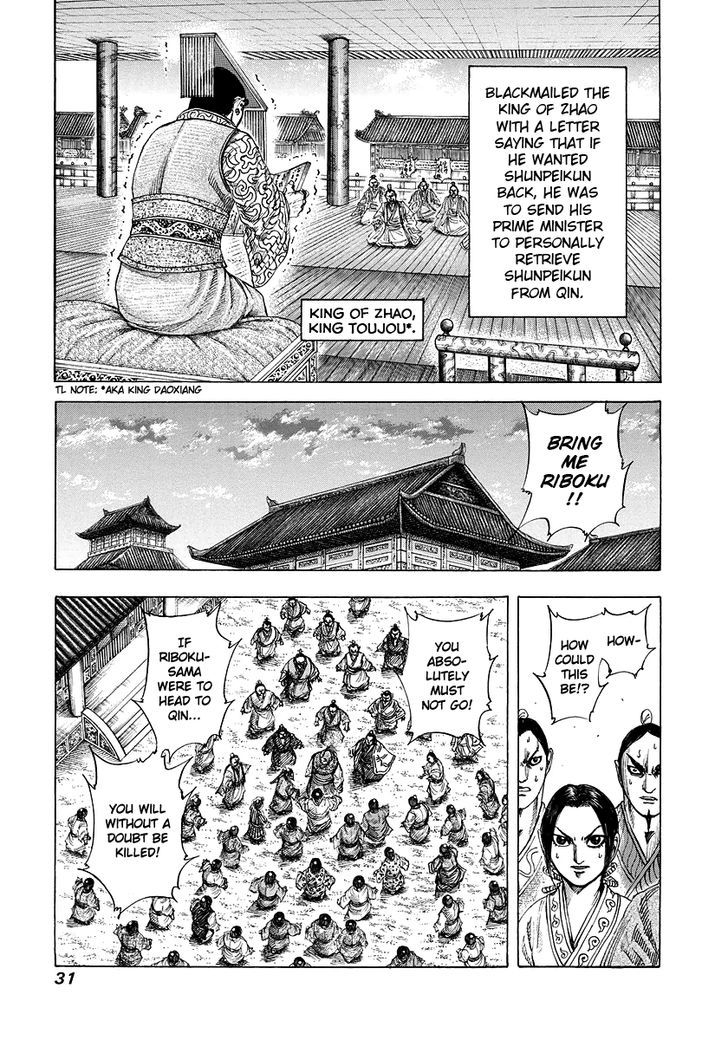 BLACKMAILED THE
KING OF ZHAO
WITH A LETTER
SAYING THAT IF
HE WANTED
SHUNPEIKUN
BACK, HE WAS
TO SEND HIS
PRIME MINISTER
TO PERSONALLY
RETRIEVE
SHUNPEIKUN
FROM QIN.
KING OF ZHAO,
KING TOUJOU*.
TL NOTE: *AKA KING DAOXIANG
BRING
ME
RIBOKU
!!
HOW-
HOW
COULD
THIS
BE!?
YOU
ABSO-
LUTELY
MUST
NOT GO!
IF
RIBOKU-
SAMA
WERE TO
HEAD TO
QIN...
YOU WILL
WITHOUT A
DOUBT BE
KILLED!
31